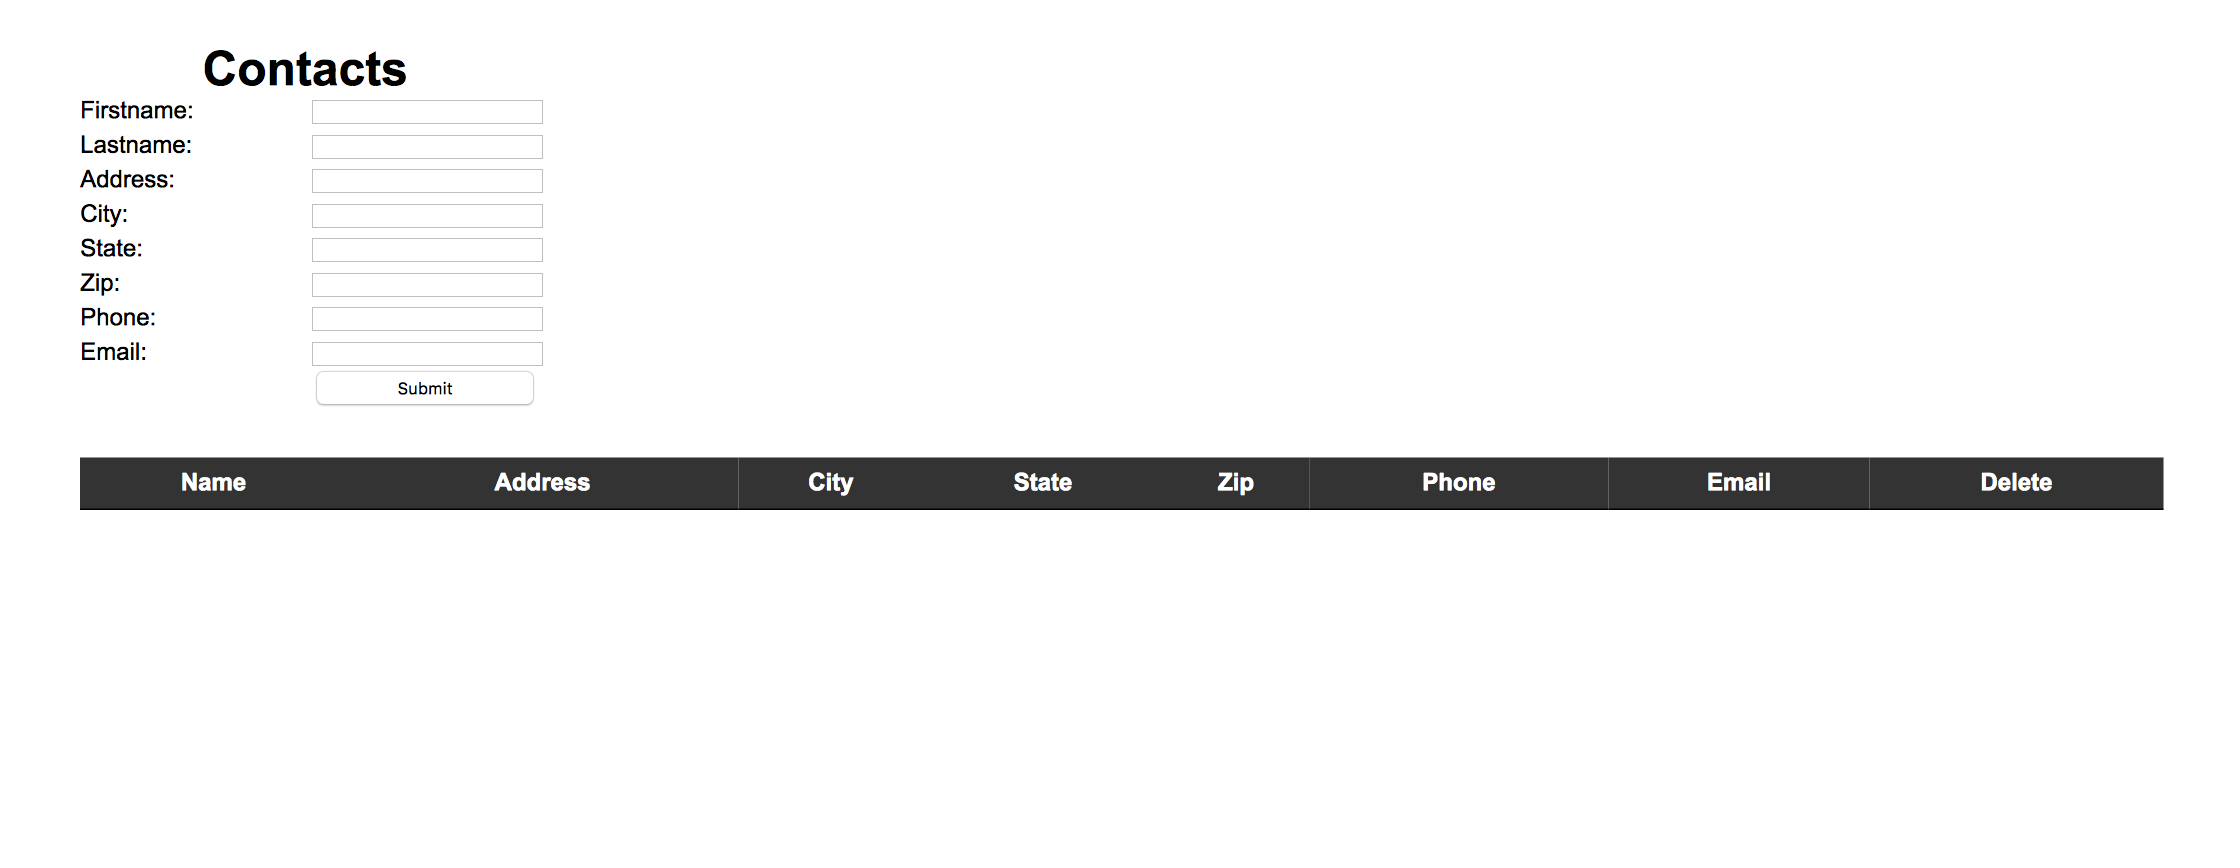 Contacts
Firstname:
Lastname:
Address:
City:
State:
Zip:
Phone:
Email:
Submit
Name Address City State Zip Phone Email Delete